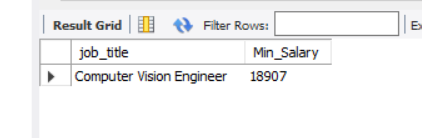 Result Grid Filter Rows: Ex
job_title Min_Salary
Computer Vision Engineer 18907